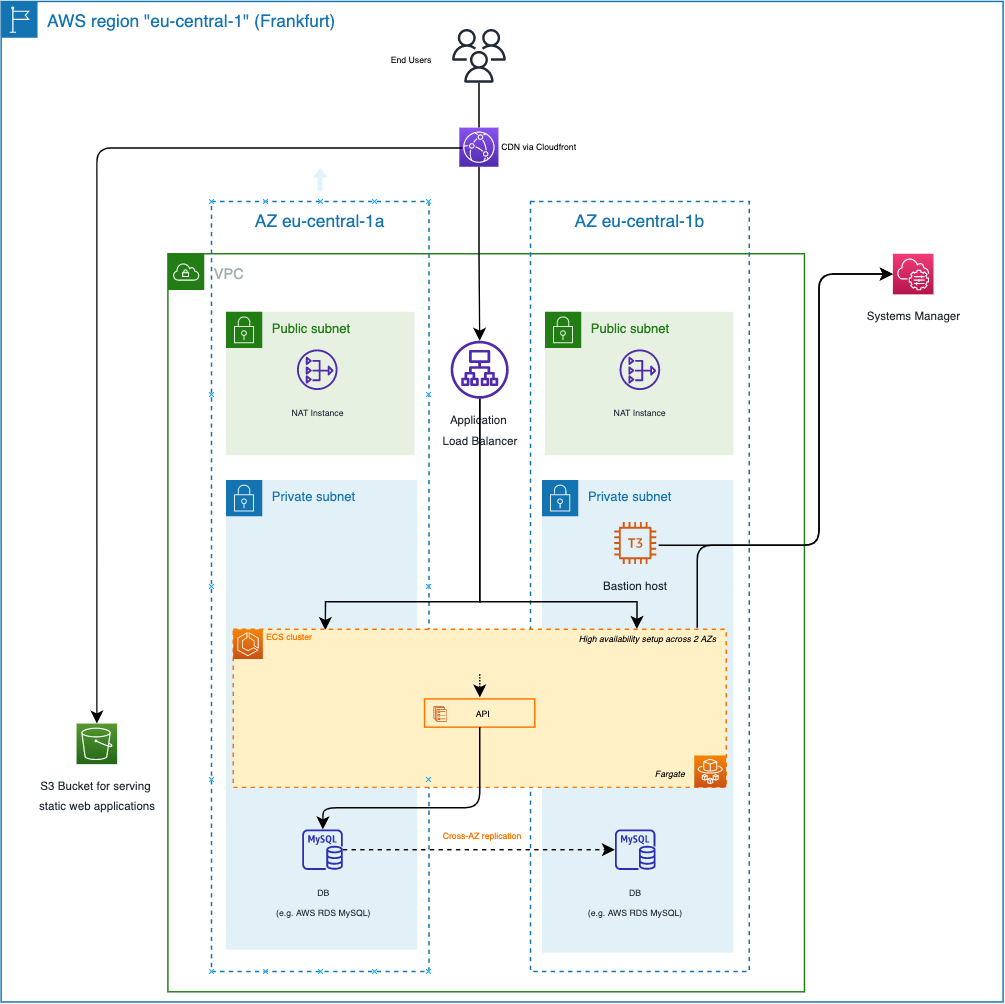 AWS region "eu-central-1" (Frankfurt)
End Users
CDN via Cloudfront
AZ eu-central-1a
AZ eu-central-1b
VPC
Systems Manager
Public subnet
Public subnet
NAT Instance
NAT Instance
Application
Load Balancer
Private subnet
Private subnet
T3
Bastion host
ECS cluster
High availability setup across 2 AZs
API
Fargate
S3 Bucket for serving
static web applications
MySQL
Cross-AZ replication
MySQL
DB
(e.g. AWS RDS MySQL)
DB
(e.g. AWS RDS MySQL)